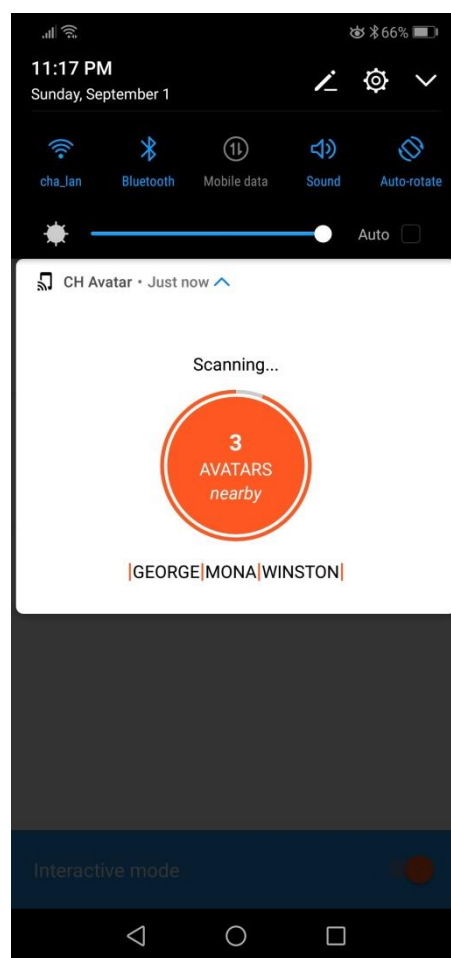 66%
11:17 PM
Sunday, September 1
cha_lan Bluetooth Mobile data Sound Auto-rotate
Auto
CH Avatar • Just now
Scanning...
3
AVATARS
nearby
|GEORGE|MONA|WINSTON|
Interactive mode